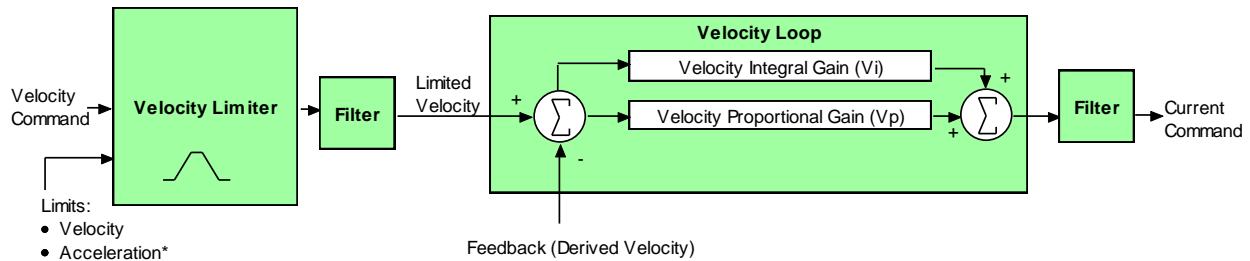 Velocity Loop
Velocity Integral Gain (Vi)
+
Limited
Velocity
Velocity
Command
Velocity Limiter
Filter
+
Σ
Velocity Proportional Gain (Vp)
+
Σ
Filter
Current
Command
-
Limits:
• Velocity
• Acceleration*
Feedback (Derived Velocity)